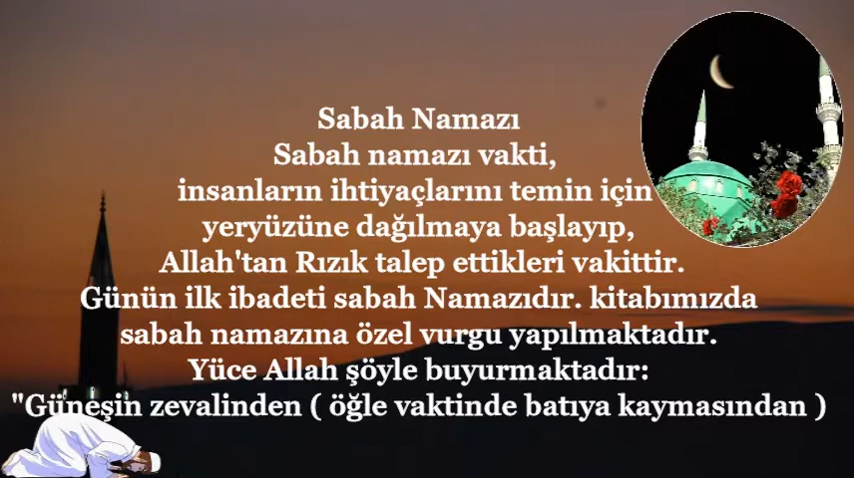 Sabah Namazı
Sabah namazı vakti,
insanların ihtiyaçlarını temin için
yeryüzüne dağılmaya başlayıp,
Allah'tan Rızık talep ettikleri vakittir.
Günün ilk ibadeti sabah Namazıdır. kitabımızda
sabah namazına özel vurgu yapılmaktadır.
Yüce Allah şöyle buyurmaktadır:
"Güneşin zevalinden ( öğle vaktinde batıya kaymasından )